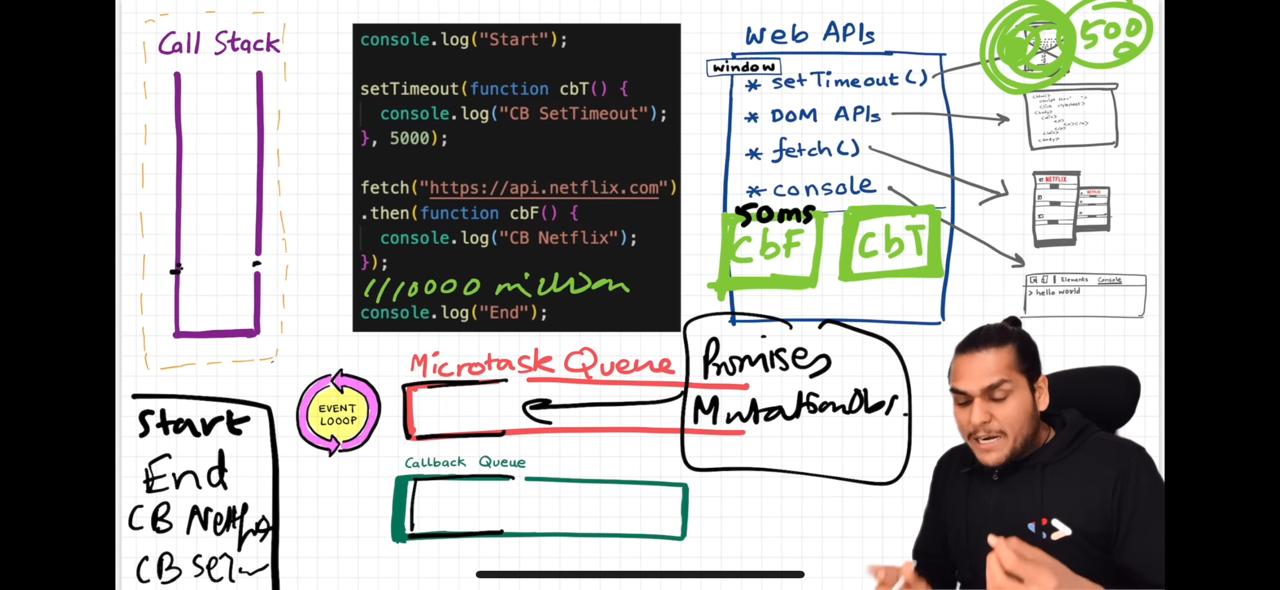 Call Stack
console.log("Start");
setTimeout(function cbT() {
console.log("CB SetTimeout");
}, 5000);
fetch("https://api.netflix.com")
.then(function cbF() {
console.log("CB Netflix");
});
1/10000 million
console.log("End");
Web APIs
window
* setTimeout()
* DOM APIs
* fetch()
* console
50ms
CbF
CbT
500
NETFLIX
Elements Console
> hello world
EVENT
LOOOP
Microtask Queue
Promises
MutationObs.
Callback Queue
Start
End
CB Netflix
CB Set